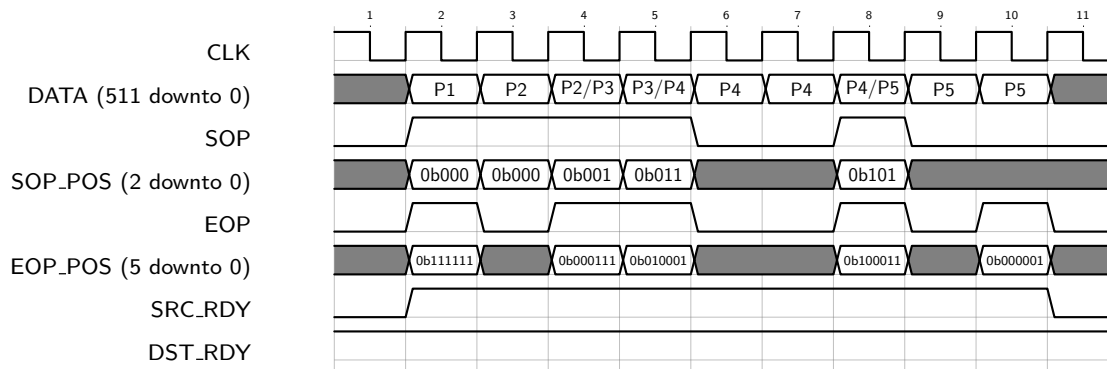 1 2 3 4 5 6 7 8 9 10 11
CLK
DATA (511 downto 0) P1 P2 P2/P3 P3/P4 P4 P4 P4/P5 P5 P5
SOP
SOP_POS (2 downto 0) 0b000 0b000 0b001 0b011 0b101
EOP
EOP_POS (5 downto 0) 0b111111 0b000111 0b010001 0b100011 0b000001
SRC_RDY
DST_RDY